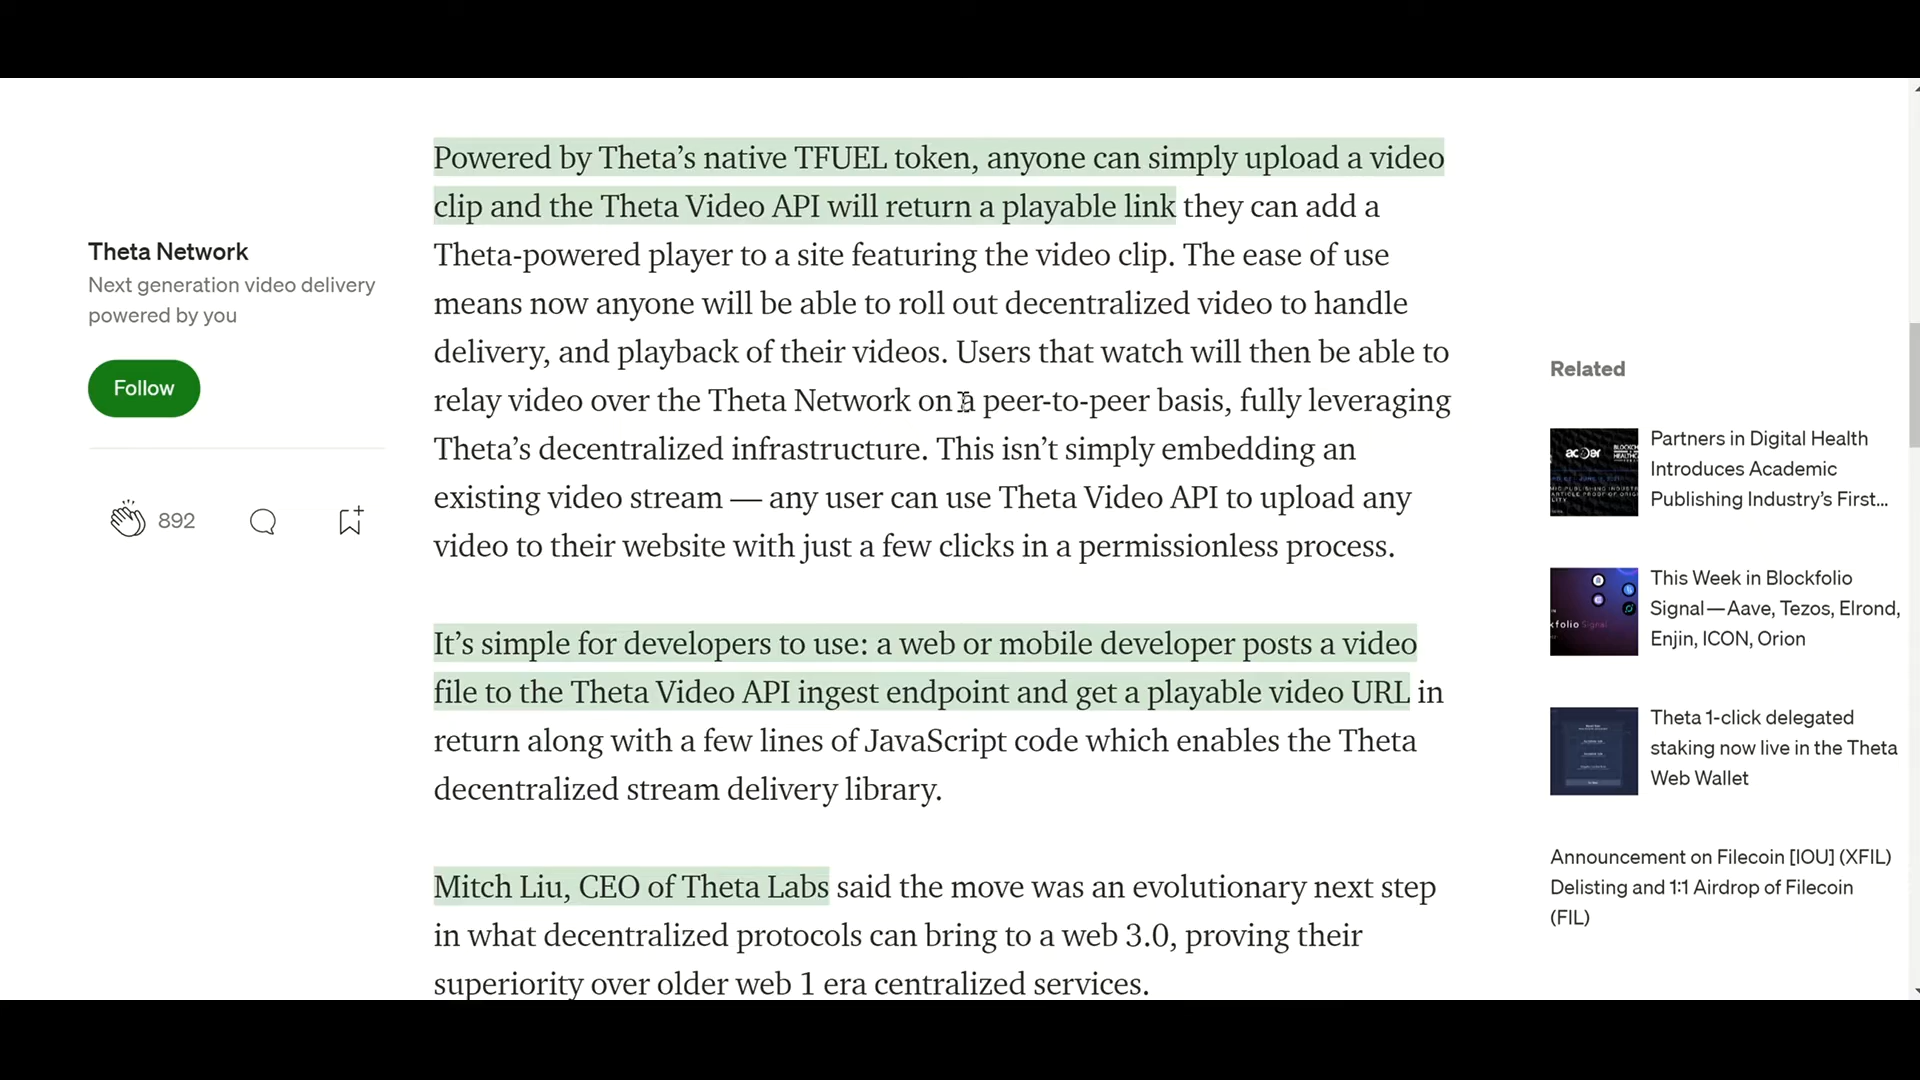 Powered by Theta’s native TFUEL token, anyone can simply upload a video
clip and the Theta Video API will return a playable link they can add a
Theta-powered player to a site featuring the video clip. The ease of use
means now anyone will be able to roll out decentralized video to handle
delivery, and playback of their videos. Users that watch will then be able to
relay video over the Theta Network on a peer-to-peer basis, fully leveraging
Theta’s decentralized infrastructure. This isn’t simply embedding an
existing video stream — any user can use Theta Video API to upload any
video to their website with just a few clicks in a permissionless process.
It’s simple for developers to use: a web or mobile developer posts a video
file to the Theta Video API ingest endpoint and get a playable video URL in
return along with a few lines of JavaScript code which enables the Theta
decentralized stream delivery library.
Mitch Liu, CEO of Theta Labs said the move was an evolutionary next step
in what decentralized protocols can bring to a web 3.0, proving their
superiority over older web 1 era centralized services.
Theta Network
Next generation video delivery
powered by you
Follow
892
Related
Partners in Digital Health
Introduces Academic
Publishing Industry’s First...
This Week in Blockfolio
Signal—Aave, Tezos, Elrond,
Enjin, ICON, Orion
kfolio Signal
Theta 1-click delegated
staking now live in the Theta
Web Wallet
Announcement on Filecoin [IOU] (XFIL)
Delisting and 1:1 Airdrop of Filecoin
(FIL)